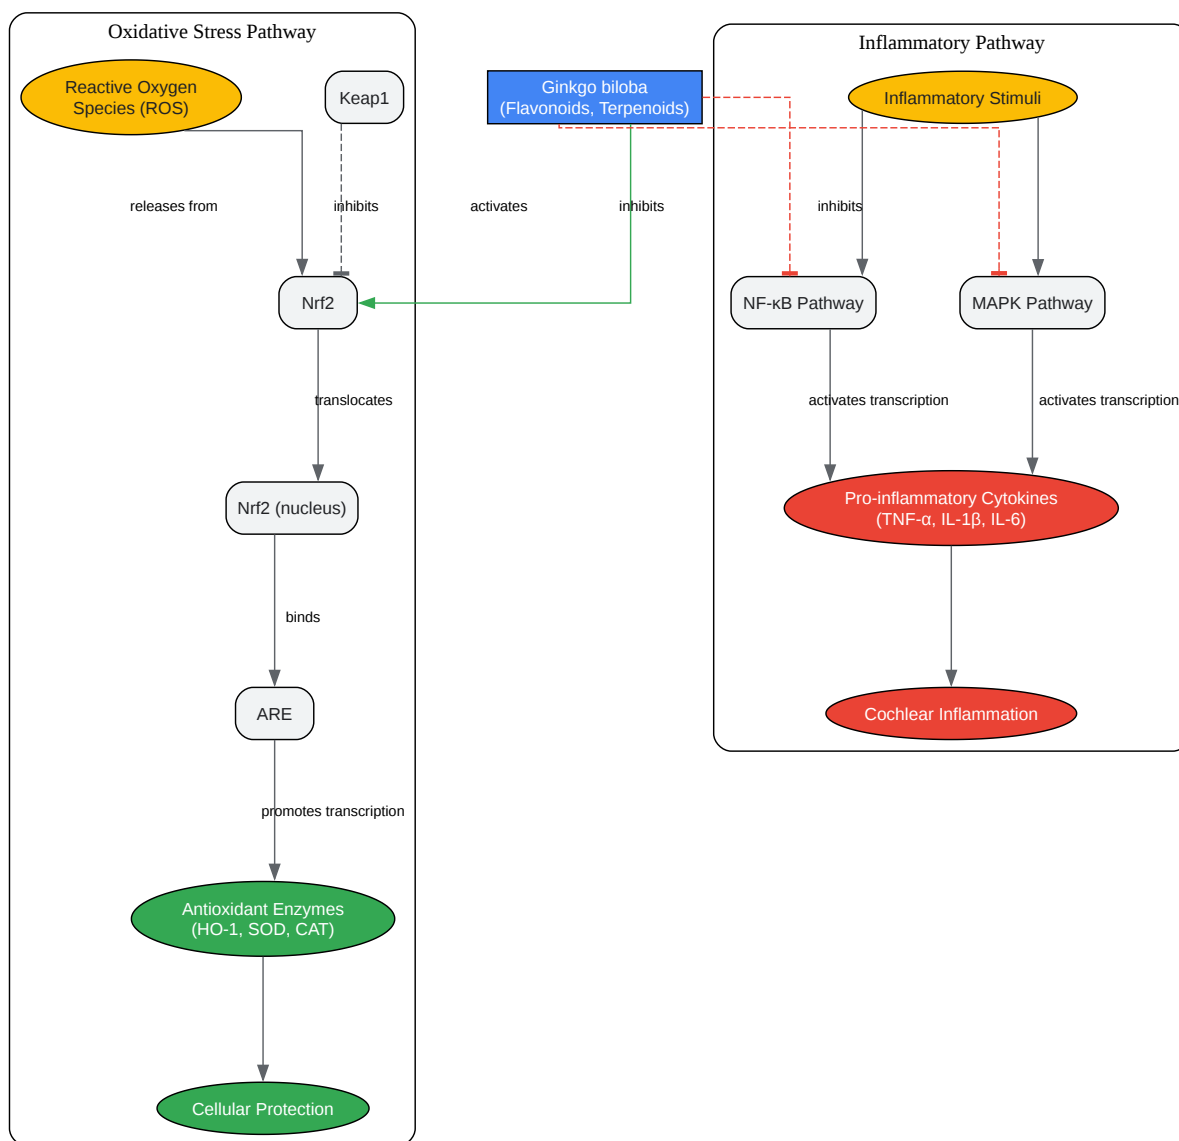 Oxidative Stress Pathway
Reactive Oxygen
Species (ROS)
Keap1
releases from
inhibits
Nrf2
translocates
Nrf2 (nucleus)
binds
ARE
promotes transcription
Antioxidant Enzymes
(HO-1, SOD, CAT)
Cellular Protection
Ginkgo biloba
(Flavonoids, Terpenoids)
activates
inhibits
inhibits
Inflammatory Pathway
Inflammatory Stimuli
NF-κB Pathway
MAPK Pathway
activates transcription
activates transcription
Pro-inflammatory Cytokines
(TNF-α, IL-1β, IL-6)
Cochlear Inflammation